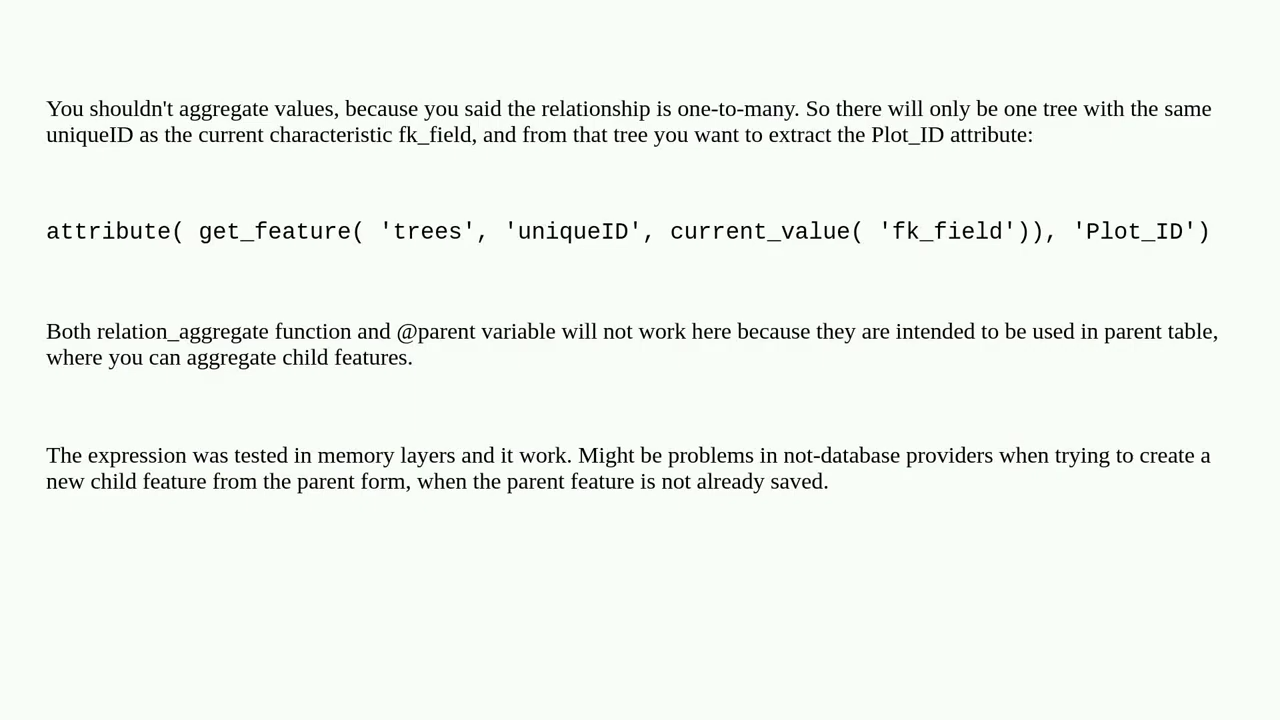 You shouldn't aggregate values, because you said the relationship is one-to-many. So there will only be one tree with the same
uniqueID as the current characteristic fk_field, and from that tree you want to extract the Plot_ID attribute:
attribute( get_feature( 'trees', 'uniqueID', current_value( 'fk_field')), 'Plot_ID')
Both relation_aggregate function and @parent variable will not work here because they are intended to be used in parent table,
where you can aggregate child features.
The expression was tested in memory layers and it work. Might be problems in not-database providers when trying to create a
new child feature from the parent form, when the parent feature is not already saved.